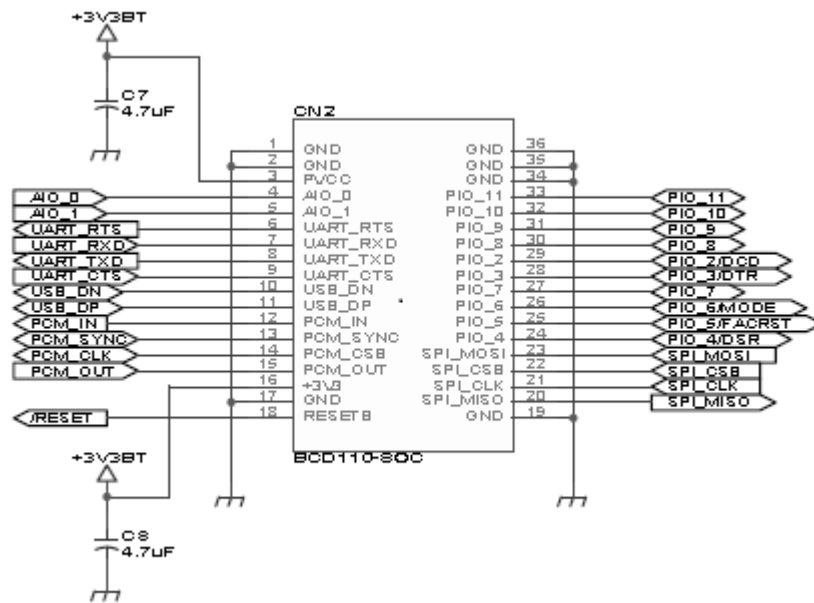 +3V3BT
C7
4.7uF
CN2
1 GND GND 36
2 GND GND 35
3 PVCC GND 34
AIO_0 4 AIO_0 PIO_11 33 PIO_11
AIO_1 5 AIO_1 PIO_10 32 PIO_10
UART_RTS 6 UART_RTS PIO_9 31 PIO_9
UART_RXD 7 UART_RXD PIO_8 30 PIO_8
UART_TXD 8 UART_TXD PIO_2 29 PIO_2/DCD
UART_CTS 9 UART_CTS PIO_3 28 PIO_3/DTR
USB_DN 10 USB_DN PIO_7 27 PIO_7
USB_DP 11 USB_DP PIO_6 26 PIO_6/MODE
PCM_IN 12 PCM_IN PIO_5 25 PIO_5/FACRST
PCM_SYNC 13 PCM_SYNC PIO_4 24 PIO_4/DSR
PCM_CLK 14 PCM_CSB SPI_MOSI 23 SPI_MOSI
PCM_OUT 15 PCM_OUT SPI_CSB 22 SPI_CSB
16 +3V3 SPI_CLK 21 SPI_CLK
17 GND SPI_MISO 20 SPI_MISO
/RESET 18 RESETB GND 19
BCD110-SOC
+3V3BT
C8
4.7uF